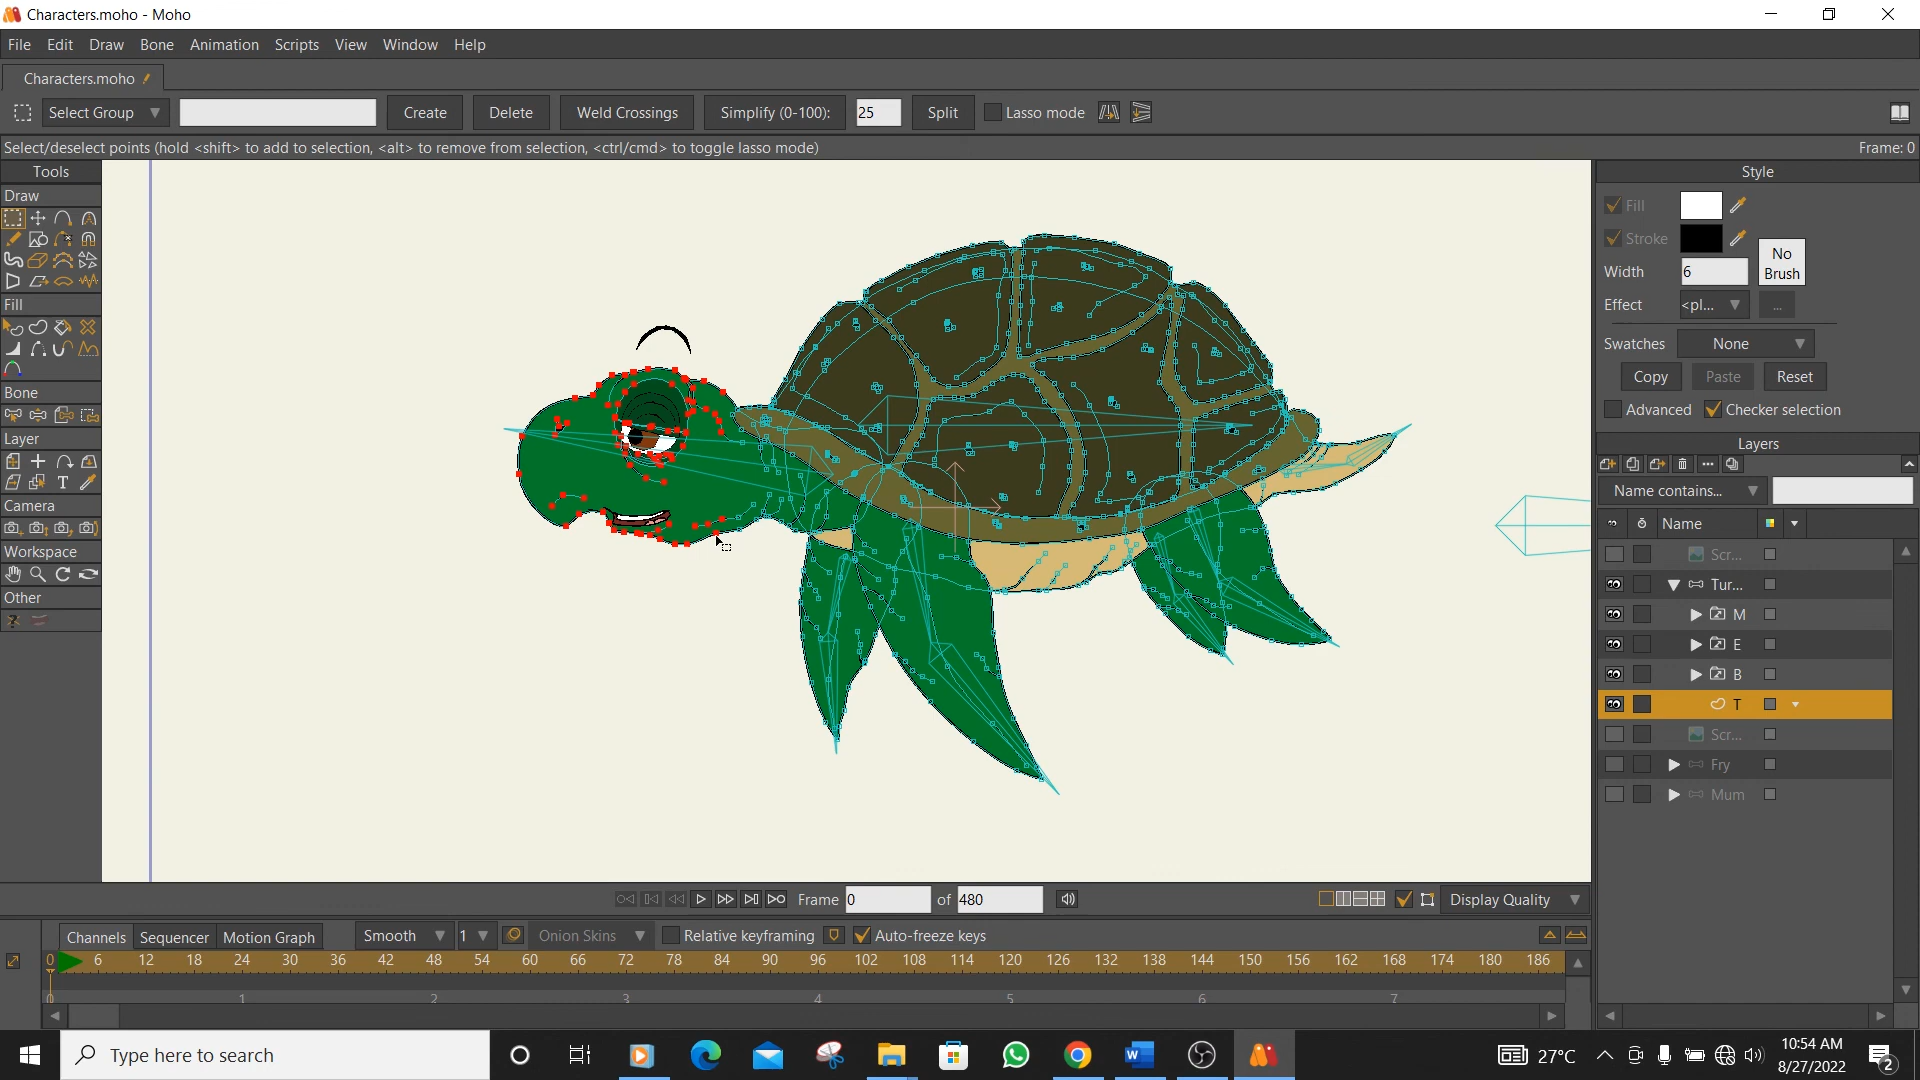 Characters.moho - Moho
File Edit Draw Bone Animation Scripts View Window Help
Characters.moho
Select Group Create Delete Weld Crossings Simplify (0-100): 25 Split Lasso mode
Select/deselect points (hold <shift> to add to selection, <alt> to remove from selection, <ctrl/cmd> to toggle lasso mode) Frame: 0
Tools
Draw
Fill
Bone
Layer
Camera
Workspace
Other
Style
Fill
Stroke
No Brush
Width 6
Effect <pl... ...
Swatches None
Copy Paste Reset
Advanced Checker selection
Layers
Name contains...
Name
Scr...
Tur...
M
E
B
T
Scr...
Fry
Mum
Frame 0 of 480 Display Quality
Channels Sequencer Motion Graph Smooth 1 Onion Skins Relative keyframing Auto-freeze keys
0 6 12 18 24 30 36 42 48 54 60 66 72 78 84 90 96 102 108 114 120 126 132 138 144 150 156 162 168 174 180 186
0 1 2 3 4 5 6 7
Type here to search
27°C
10:54 AM
8/27/2022
2